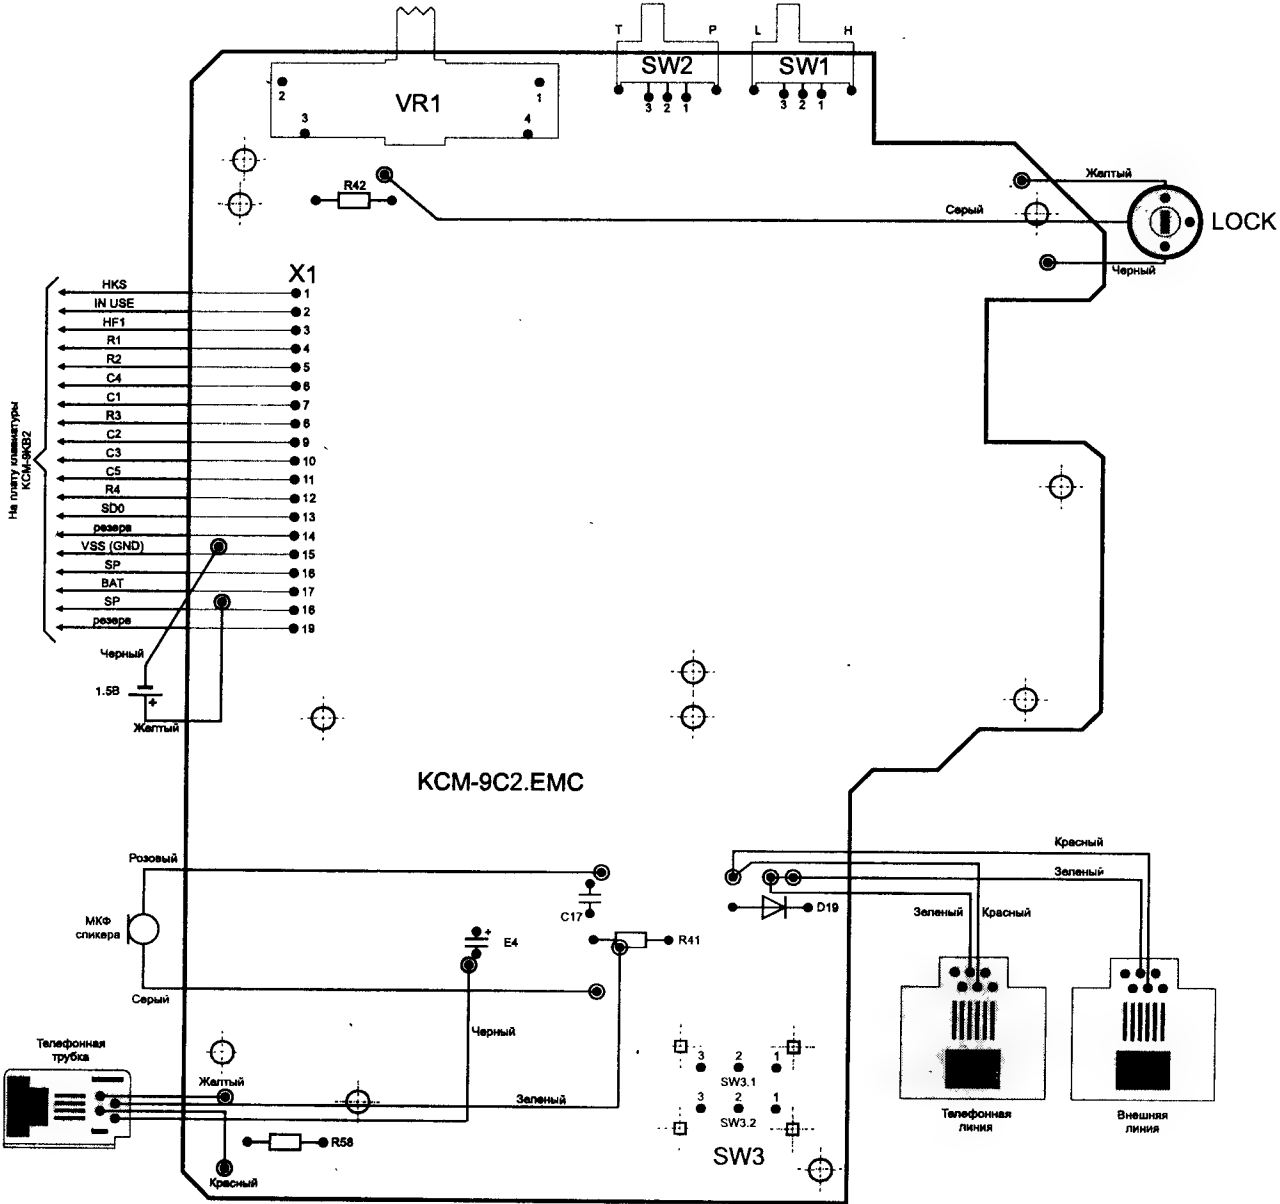 T P L H
SW2 SW1
3 2 1 3 2 1
VR1
2 1
3 4
R42
Желтый
Серый
LOCK
Черный
X1
HKS 1
IN USE 2
HF1 3
R1 4
R2 5
C4 6
C1 7
R3 8
C2 9
C3 10
C5 11
R4 12
SD0 13
резерв 14
VSS (GND) 15
SP 16
BAT 17
SP 18
резерв 19
На плату клавиатуры
KCM-9KB2
Черный
1.5В
+
Желтый
KCM-9C2.EMC
Розовый
МКФ
спикера
Серый
C17
+
E4
R41
Черный
Красный
Зеленый
D19
Зеленый Красный
Телефонная
трубка
Желтый
Зеленый
R58
Красный
3 2 1
SW3.1
3 2 1
SW3.2
SW3
Телефонная
линия
Внешняя
линия